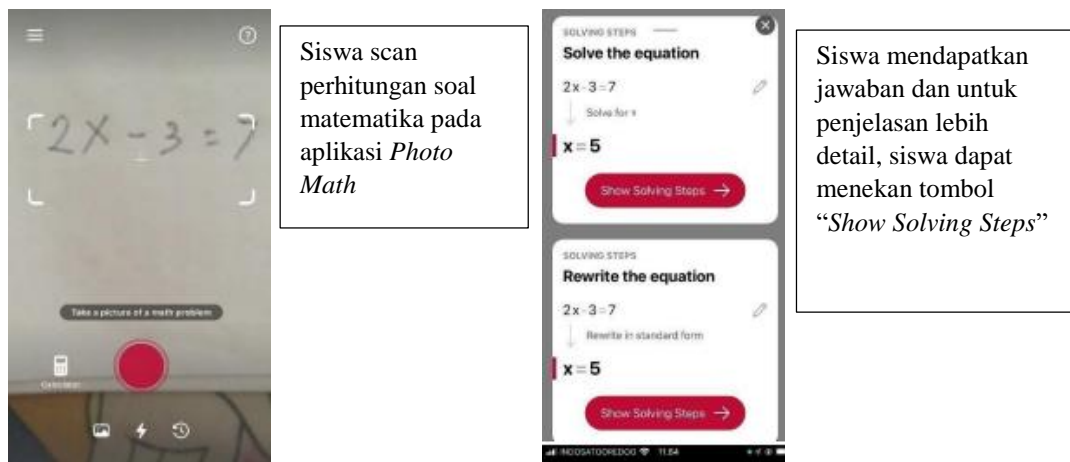 ?
2x - 3 = 7
Take a picture of a math problem
Calculator
Siswa scan
perhitungan soal
matematika pada
aplikasi Photo
Math
SOLVING STEPS
Solve the equation
2x - 3 = 7
Solve for x
x = 5
Show Solving Steps →
SOLVING STEPS
Rewrite the equation
2x - 3 = 7
Rewrite in standard form
x = 5
Show Solving Steps →
INDOSATOOREDOO 11.54
Siswa mendapatkan
jawaban dan untuk
penjelasan lebih
detail, siswa dapat
menekan tombol
“Show Solving Steps”